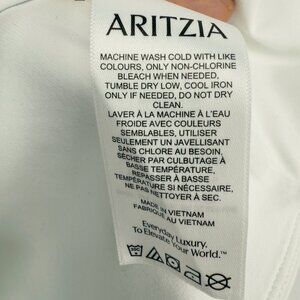 ARITZIA
MACHINE WASH COLD WITH LIKE
COLOURS, ONLY NON-CHLORINE
BLEACH WHEN NEEDED,
TUMBLE DRY LOW, COOL IRON
ONLY IF NEEDED, DO NOT DRY
CLEAN.
LAVER À LA MACHINE À L'EAU
FROIDE AVEC COULEURS
SEMBLABLES, UTILISER
SEULEMENT UN JAVELLISANT
SANS CHLORE AU BESOIN,
SÉCHER PAR CULBUTAGE À
BASSE TEMPÉRATURE,
REPASSER À BASSE
TEMPÉRATURE SI NÉCESSAIRE,
NE PAS NETTOYER À SEC.
MADE IN VIETNAM
FABRIQUÉ AU VIETNAM
Everyday Luxury.
To Elevate Your World.™